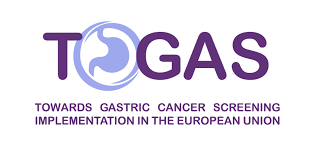 TOGAS
TOWARDS GASTRIC CANCER SCREENING
IMPLEMENTATION IN THE EUROPEAN UNION